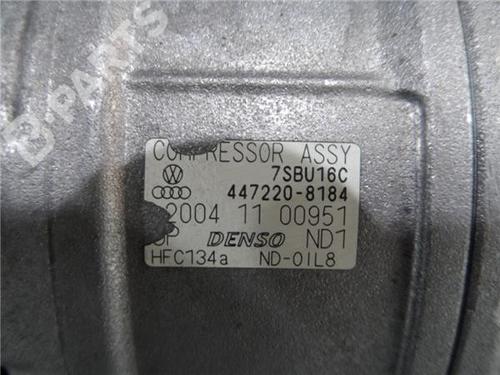 B-PARTS
COMPRESSOR ASSY
7SBU16C
447220-8184
2004 11 00951
DENSO ND1
HFC134a ND-OIL8